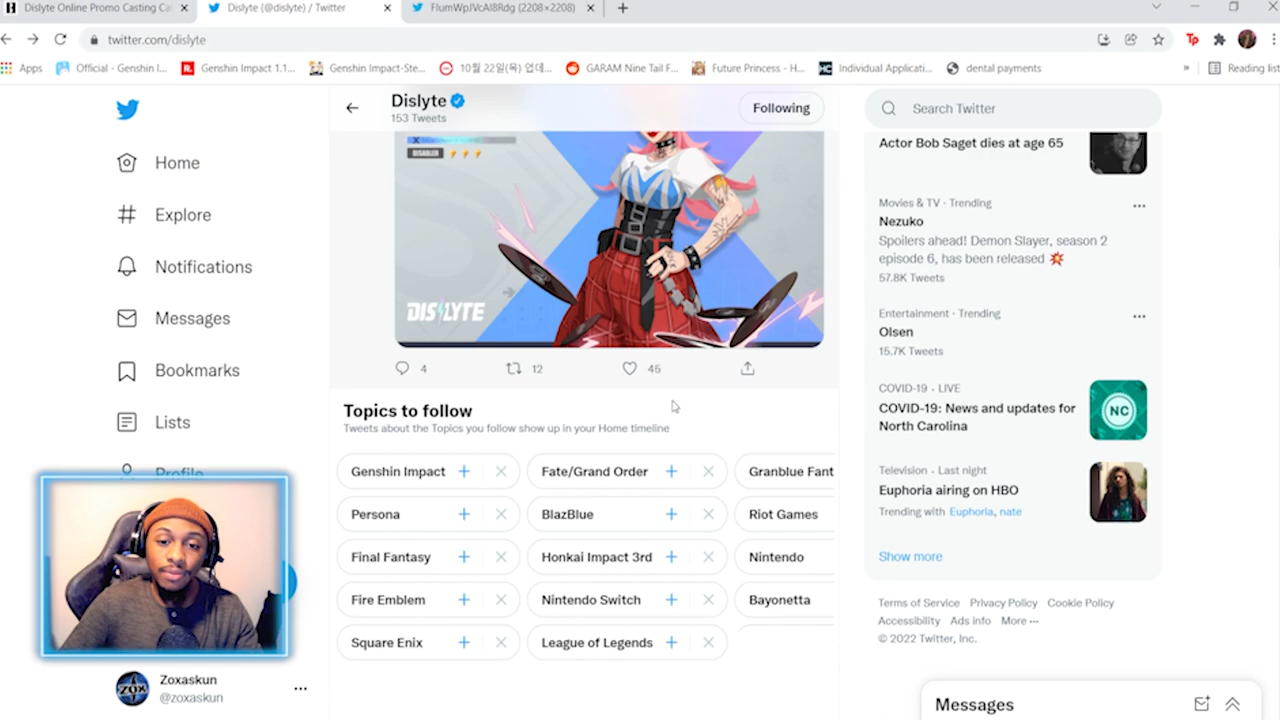 Dislyte Online Promo Casting Ca
Dislyte (@dislyte) / Twitter
FIumWpJVcAI8Rdg (2208×2208)
twitter.com/dislyte
Apps
Official - Genshin I...
Genshin Impact 1.1...
Genshin Impact-Ste...
10월 22일(목) 업데...
GARAM Nine Tail F...
Future Princess - H...
Individual Applicati...
dental payments
»
Reading list
Dislyte
153 Tweets
Following
Search Twitter
Home
Explore
Notifications
Messages
Bookmarks
Lists
Profile
Zoxaskun
@zoxaskun
ZOX
DISABLED
DISLYTE
4
12
45
Topics to follow
Tweets about the Topics you follow show up in your Home timeline
Genshin Impact
Fate/Grand Order
Granblue Fant
Persona
BlazBlue
Riot Games
Final Fantasy
Honkai Impact 3rd
Nintendo
Fire Emblem
Nintendo Switch
Bayonetta
Square Enix
League of Legends
Actor Bob Saget dies at age 65
Movies & TV · Trending
Nezuko
Spoilers ahead! Demon Slayer, season 2
episode 6, has been released 💥
57.8K Tweets
Entertainment · Trending
Olsen
15.7K Tweets
COVID-19 · LIVE
COVID-19: News and updates for
North Carolina
NC
Television · Last night
Euphoria airing on HBO
Trending with Euphoria, nate
Show more
Terms of Service Privacy Policy Cookie Policy
Accessibility Ads info More ···
© 2022 Twitter, Inc.
Messages